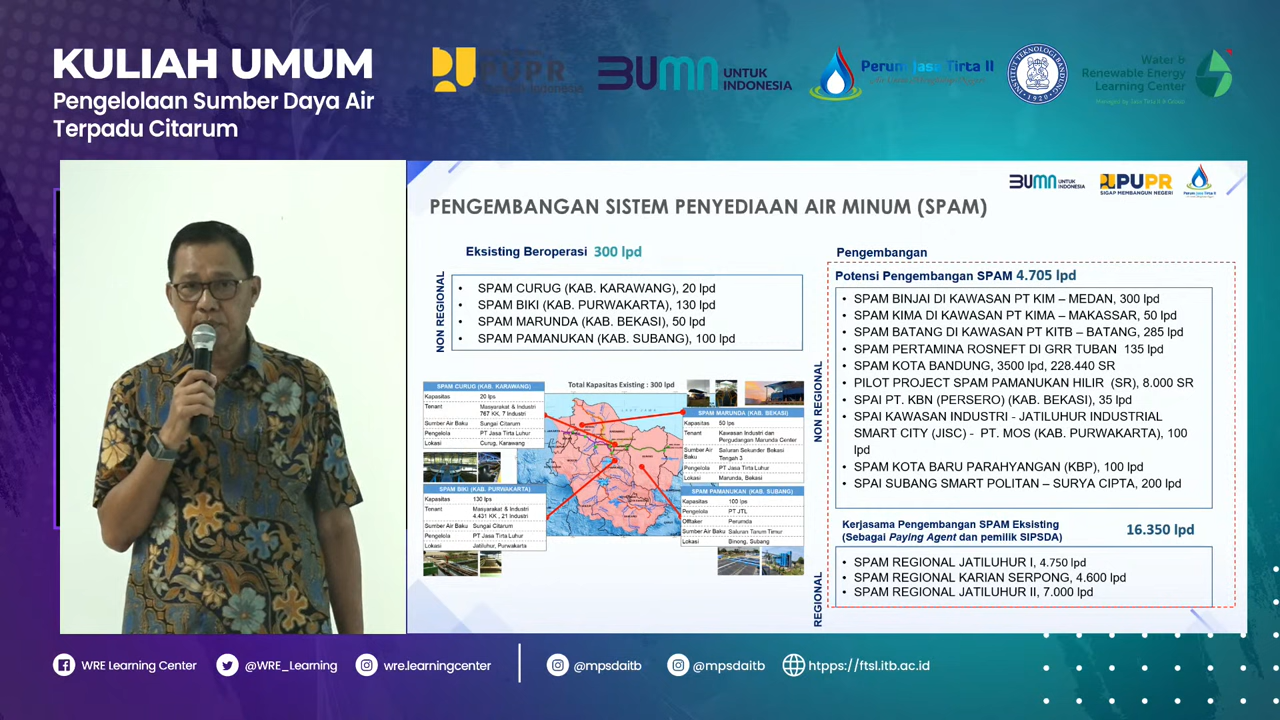 KULIAH UMUM
Pengelolaan Sumber Daya Air
Terpadu Citarum
PUPR
BUMN UNTUK
INDONESIA
Perum Jasa Tirta II
INSTITUT TEKNOLOGI BANDUNG
1920
Water &
Renewable Energy
Learning Center
BUMN UNTUK
INDONESIA
PUPR
SIGAP MEMBANGUN NEGERI
Perum Jasa Tirta II
PENGEMBANGAN SISTEM PENYEDIAAN AIR MINUM (SPAM)
Eksisting Beroperasi 300 lpd
NON REGIONAL
• SPAM CURUG (KAB. KARAWANG), 20 lpd
• SPAM BIKI (KAB. PURWAKARTA), 130 lpd
• SPAM MARUNDA (KAB. BEKASI), 50 lpd
• SPAM PAMANUKAN (KAB. SUBANG), 100 lpd
Total Kapasitas Existing : 300 lpd
SPAM CURUG (KAB. KARAWANG)
Kapasitas 20 lps
Tenant Masyarakat & Industri
767 KK, 7 Industri
Sumber Air Baku Sungai Citarum
Pengelola PT Jasa Tirta Luhur
Lokasi Curug, Karawang
SPAM BIKI (KAB. PURWAKARTA)
Kapasitas 130 lps
Tenant Masyarakat & Industri
4.431 KK , 21 Industri
Sumber Air Baku Sungai Citarum
Pengelola PT Jasa Tirta Luhur
Lokasi Jatiluhur, Purwakarta
SPAM MARUNDA (KAB. BEKASI)
Kapasitas 50 lps
Tenant Kawasan Industri dan
Pergudangan Marunda Center
Sumber Air
Baku Saluran Sekunder Bekasi
Tengah 3
Pengelola PT Jasa Tirta Luhur
Lokasi Marunda, Bekasi
SPAM PAMANUKAN (KAB. SUBANG)
Kapasitas 100 lps
Pengelola PT JTL
Offtaker Perumda
Sumber Air Baku Saluran Tarum Timur
Lokasi Binong, Subang
Pengembangan
Potensi Pengembangan SPAM 4.705 lpd
NON REGIONAL
• SPAM BINJAI DI KAWASAN PT KIM – MEDAN, 300 lpd
• SPAM KIMA DI KAWASAN PT KIMA – MAKASSAR, 50 lpd
• SPAM BATANG DI KAWASAN PT KITB – BATANG, 285 lpd
• SPAM PERTAMINA ROSNEFT DI GRR TUBAN 135 lpd
• SPAM KOTA BANDUNG, 3500 lpd, 228.440 SR
• PILOT PROJECT SPAM PAMANUKAN HILIR (SR), 8.000 SR
• SPAI PT. KBN (PERSERO) (KAB. BEKASI), 35 lpd
• SPAI KAWASAN INDUSTRI - JATILUHUR INDUSTRIAL
SMART CITY (JISC) - PT. MOS (KAB. PURWAKARTA), 100
lpd
• SPAM KOTA BARU PARAHYANGAN (KBP), 100 lpd
• SPAI SUBANG SMART POLITAN – SURYA CIPTA, 200 lpd
Kerjasama Pengembangan SPAM Eksisting
(Sebagai Paying Agent dan pemilik SIPSDA)
16.350 lpd
REGIONAL
• SPAM REGIONAL JATILUHUR I, 4.750 lpd
• SPAM REGIONAL KARIAN SERPONG, 4.600 lpd
• SPAM REGIONAL JATILUHUR II, 7.000 lpd
WRE Learning Center
@WRE_Learning
wre.learningcenter
@mpsdaitb
@mpsdaitb
htpps://ftsl.itb.ac.id